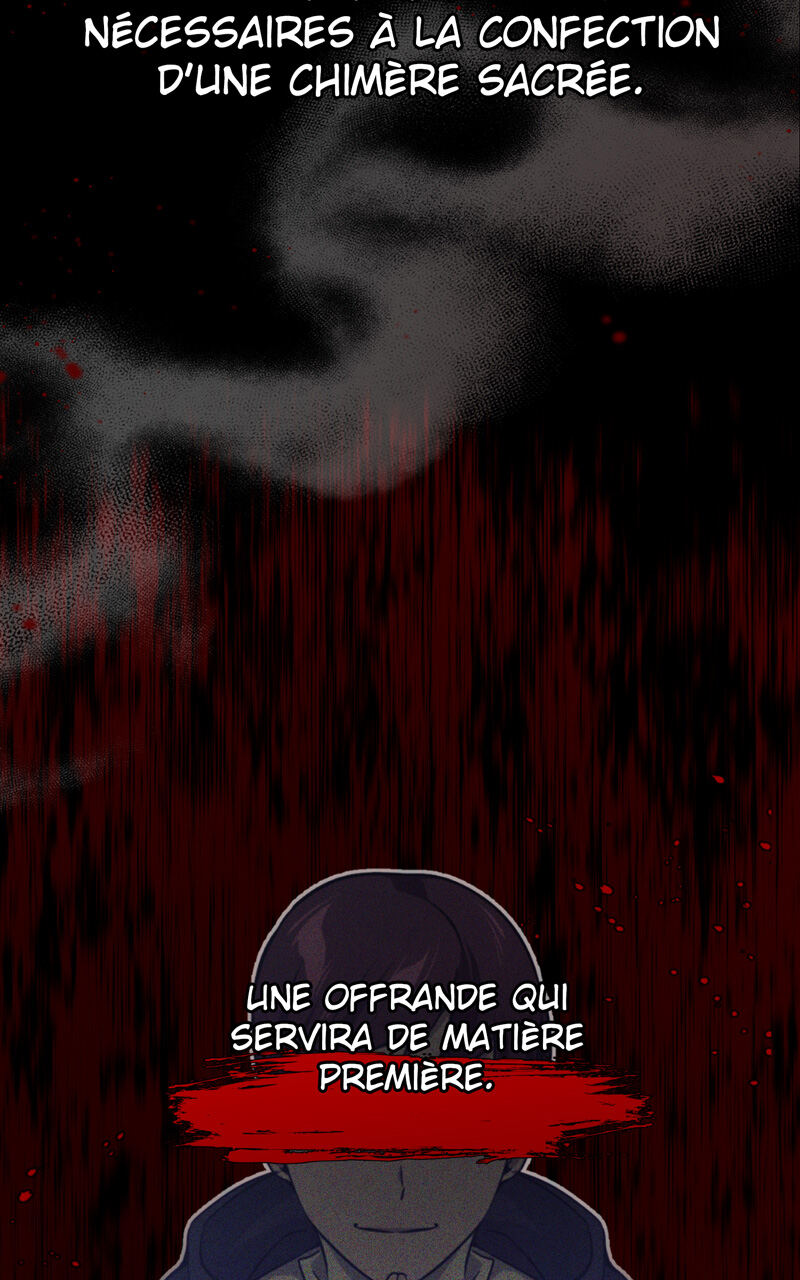 NÉCESSAIRES À LA CONFECTION
D'UNE CHIMÈRE SACRÉE.
UNE OFFRANDE QUI
SERVIRA DE MATIÈRE
PREMIÈRE.